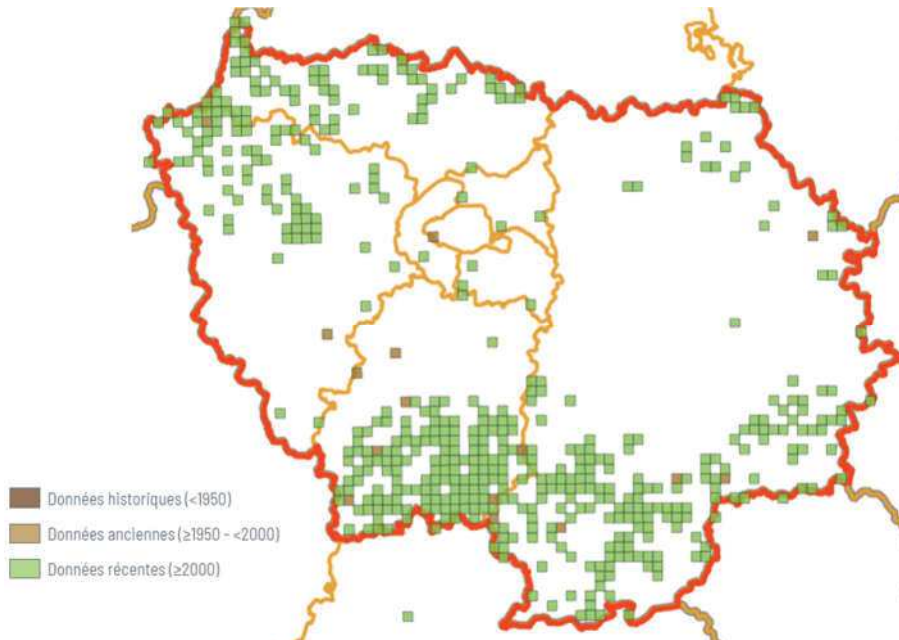 Données historiques (<1950)
Données anciennes (≥1950 - <2000)
Données récentes (≥2000)